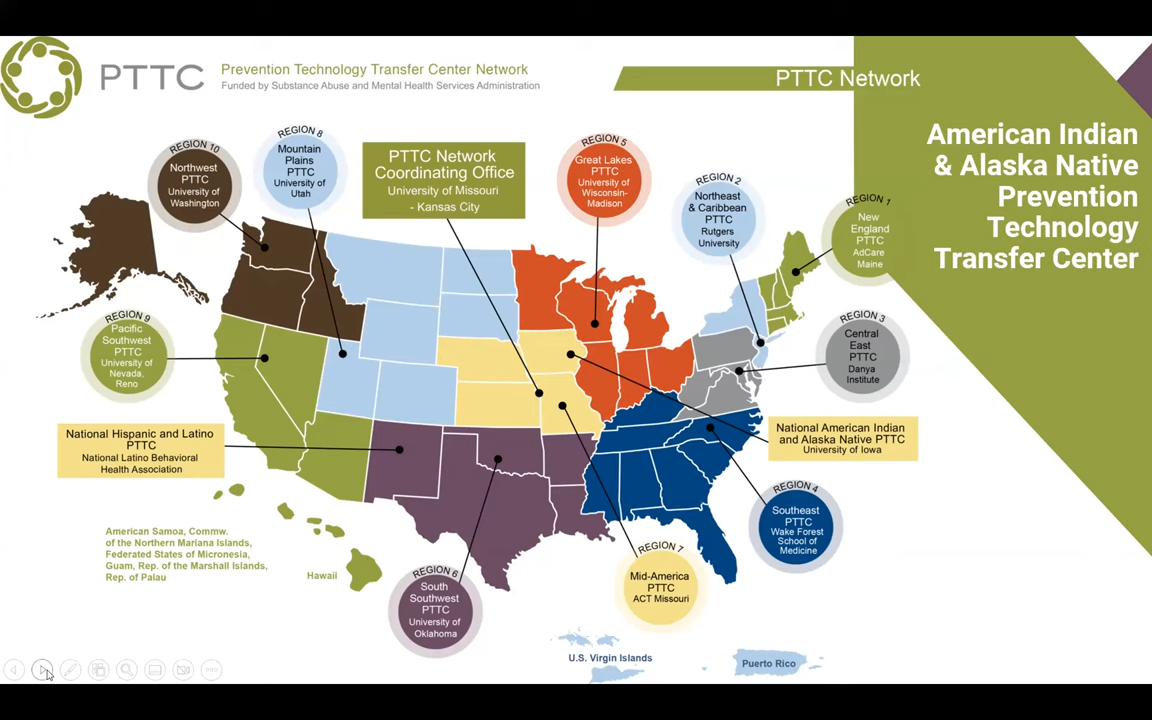 PTTC
Prevention Technology Transfer Center Network
Funded by Substance Abuse and Mental Health Services Administration
PTTC Network
American Indian
& Alaska Native
Prevention
Technology
Transfer Center
REGION 10
Northwest
PTTC
University of
Washington
REGION 8
Mountain
Plains
PTTC
University of
Utah
PTTC Network
Coordinating Office
University of Missouri
- Kansas City
REGION 5
Great Lakes
PTTC
University of
Wisconsin-
Madison
REGION 2
Northeast
& Caribbean
PTTC
Rutgers
University
REGION 1
New
England
PTTC
AdCare
Maine
REGION 9
Pacific
Southwest
PTTC
University of
Nevada,
Reno
REGION 3
Central
East
PTTC
Danya
Institute
National Hispanic and Latino
PTTC
National Latino Behavioral
Health Association
National American Indian
and Alaska Native PTTC
University of Iowa
REGION 4
Southeast
PTTC
Wake Forest
School of
Medicine
American Samoa, Commw.
of the Northern Mariana Islands,
Federated States of Micronesia,
Guam, Rep. of the Marshall Islands,
Rep. of Palau
Hawaii
REGION 6
South
Southwest
PTTC
University of
Oklahoma
REGION 7
Mid-America
PTTC
ACT Missouri
U.S. Virgin Islands
Puerto Rico